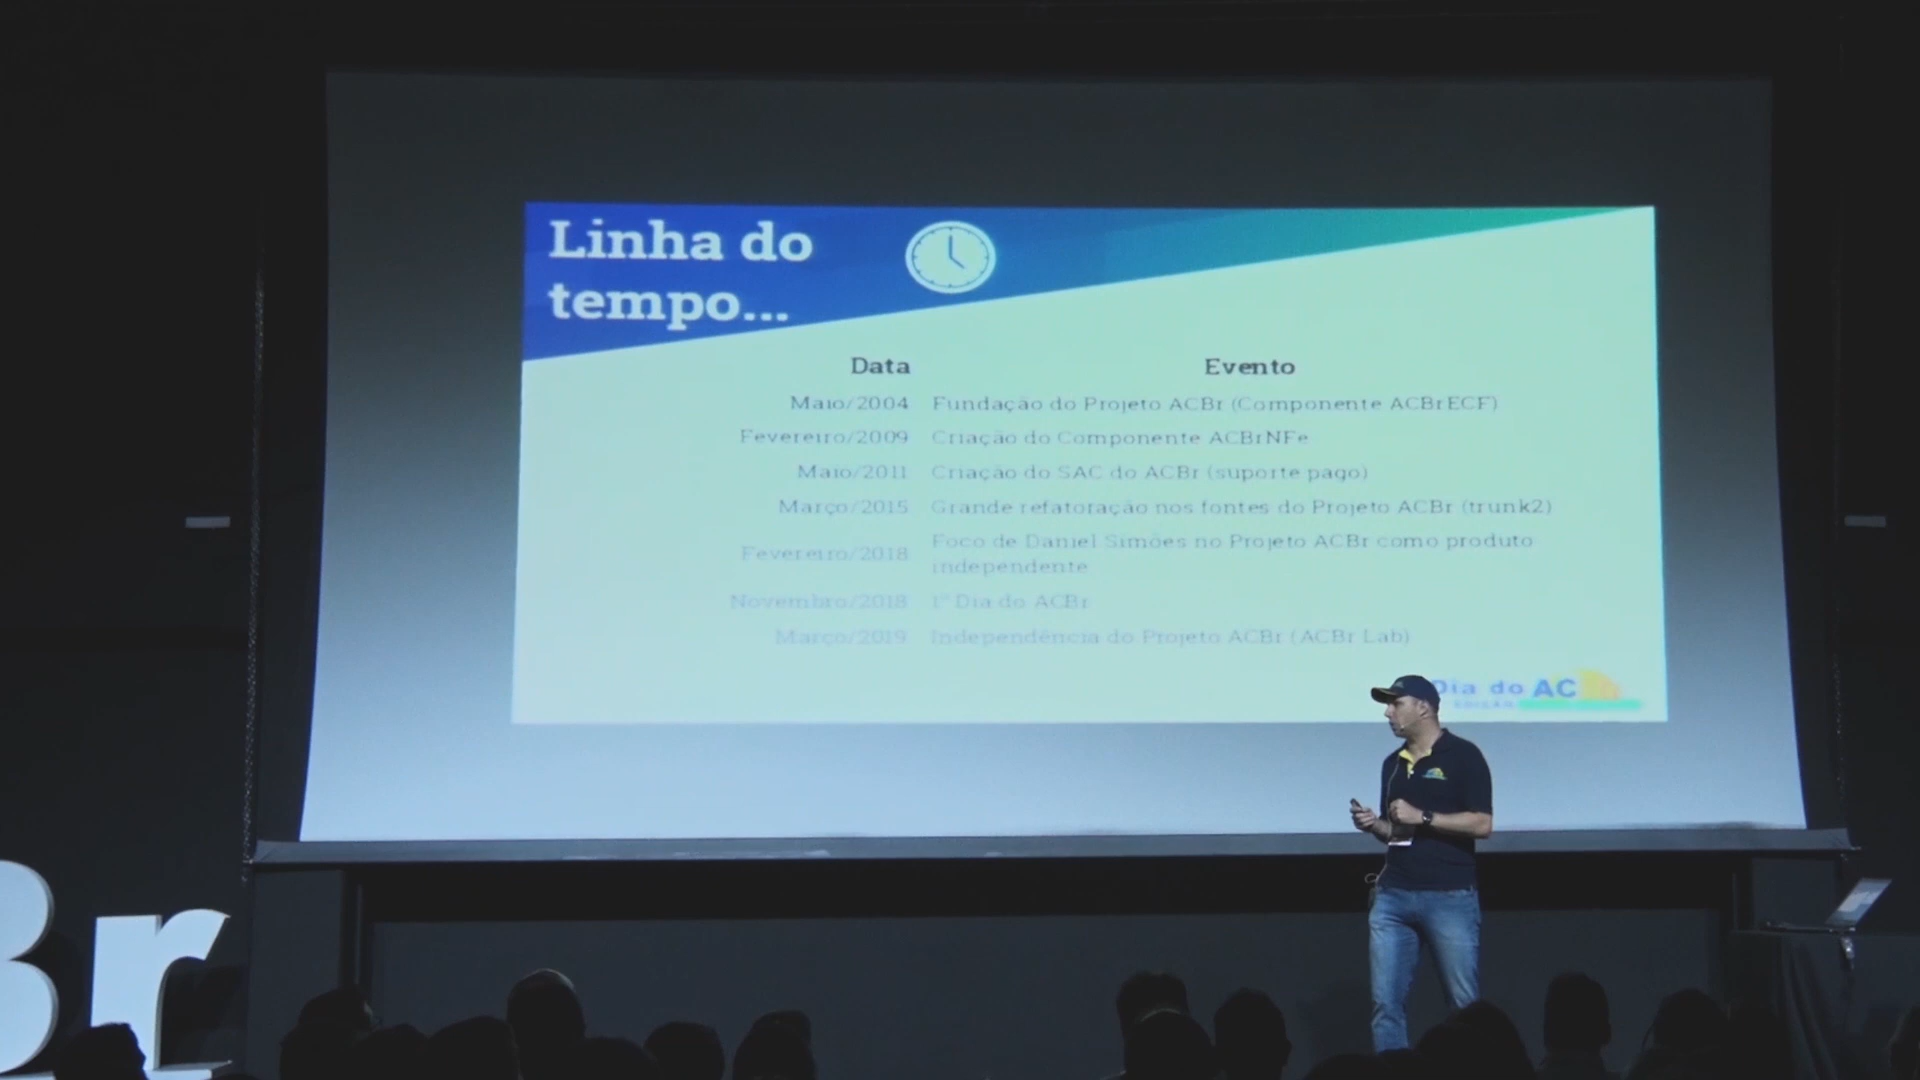 Linha do
tempo...
Data Evento
Maio/2004 Fundação do Projeto ACBr (Componente ACBrECF)
Fevereiro/2009 Criação do Componente ACBrNFe
Maio/2011 Criação do SAC do ACBr (suporte pago)
Março/2015 Grande refatoração nos fontes do Projeto ACBr (trunk2)
Fevereiro/2018 Foco de Daniel Simões no Projeto ACBr como produto
independente
Novembro/2018 1º Dia do ACBr
Março/2019 Independência do Projeto ACBr (ACBr Lab)
Dia do ACBr
Br